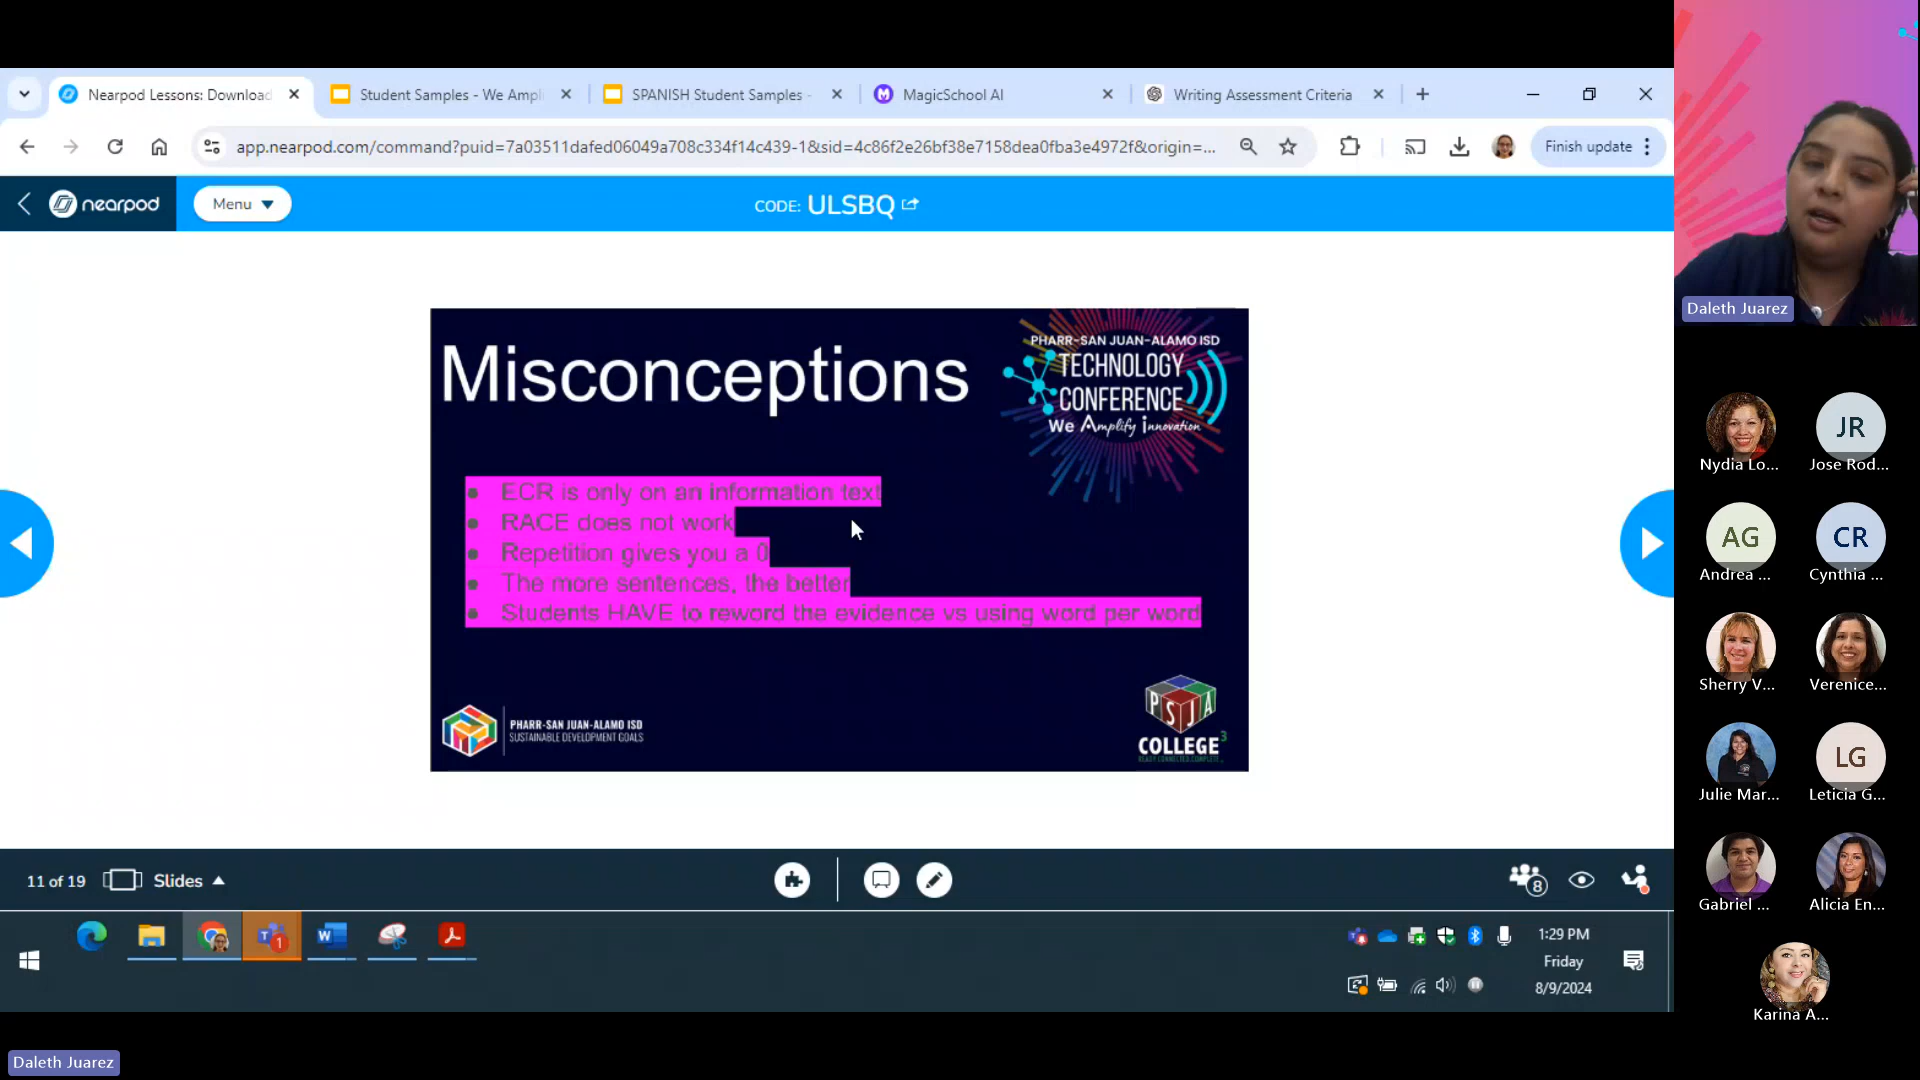 Nearpod Lessons: Download
Student Samples - We Ampl
SPANISH Student Samples -
MagicSchool AI
Writing Assessment Criteria
app.nearpod.com/command?puid=7a03511dafed06049a708c334f14c439-1&sid=4c86f2e26bf38e7158dea0fba3e4972f&origin=...
Finish update
nearpod
Menu
CODE: ULSBQ
Misconceptions
PHARR-SAN JUAN-ALAMO ISD
TECHNOLOGY
CONFERENCE
We Amplify Innovation
• ECR is only on an information text
• RACE does not work
• Repetition gives you a 0
• The more sentences, the better
• Students HAVE to reword the evidence vs using word per word
PHARR-SAN JUAN-ALAMO ISD
SUSTAINABLE DEVELOPMENT GOALS
PSJA
COLLEGE³
11 of 19
Slides
8
1
1:29 PM
Friday
8/9/2024
Daleth Juarez
Daleth Juarez
Nydia Lo...
JR
Jose Rod...
AG
Andrea ...
CR
Cynthia ...
Sherry V...
Verenice...
Julie Mar...
LG
Leticia G...
Gabriel ...
Alicia En...
Karina A...